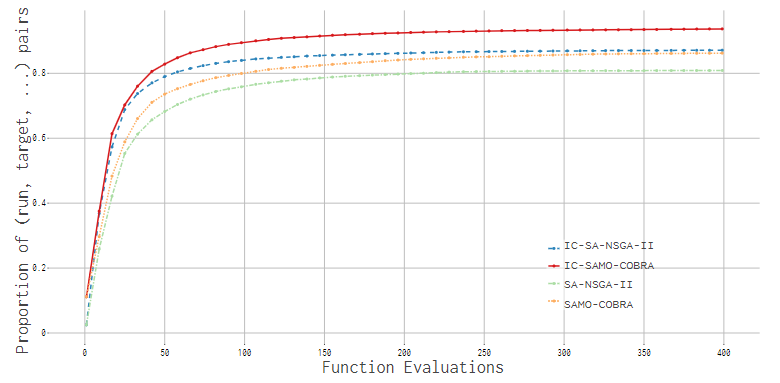 Proportion of (run, target, ...) pairs
0.8
0.6
0.4
0.2
0
0 50 100 150 200 250 300 350 400
Function Evaluations
IC-SA-NSGA-II
IC-SAMO-COBRA
SA-NSGA-II
SAMO-COBRA